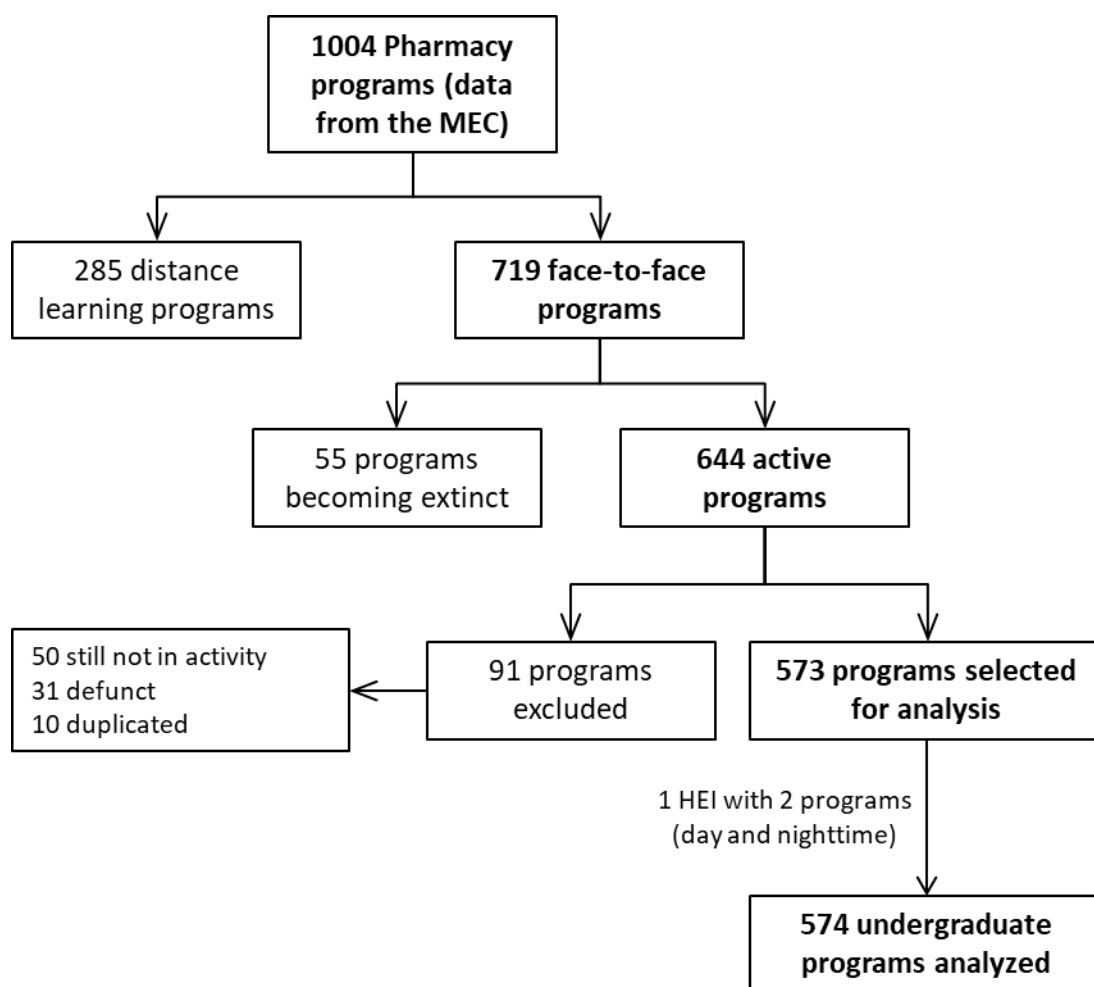 1004 Pharmacy
programs (data
from the MEC)
285 distance
learning programs
719 face-to-face
programs
55 programs
becoming extinct
644 active
programs
50 still not in activity
31 defunct
10 duplicated
91 programs
excluded
573 programs selected
for analysis
1 HEI with 2 programs
(day and nighttime)
574 undergraduate
programs analyzed